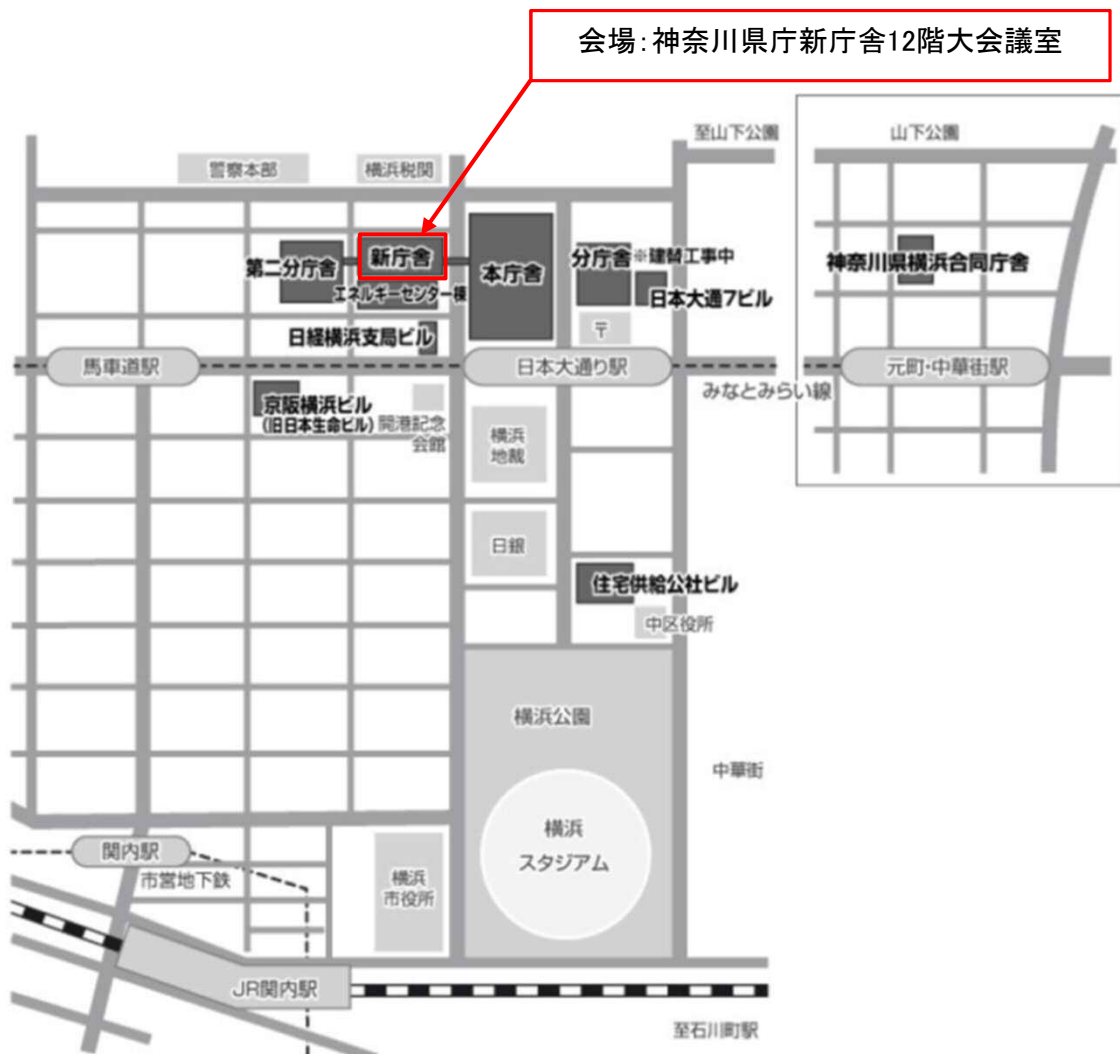 会場:神奈川県庁新庁舎12階大会議室
至山下公園
山下公園
警察本部
横浜税関
第二分庁舎
新庁舎
本庁舎
分庁舎
※建替工事中
神奈川県横浜合同庁舎
エネルギーセンター棟
日本大通7ビル
〒
日経横浜支局ビル
馬車道駅
日本大通り駅
元町・中華街駅
みなとみらい線
京阪横浜ビル
(旧日本生命ビル)
開港記念
会館
横浜
地裁
日銀
住宅供給公社ビル
中区役所
横浜公園
中華街
横浜
スタジアム
関内駅
市営地下鉄
横浜
市役所
JR関内駅
至石川町駅